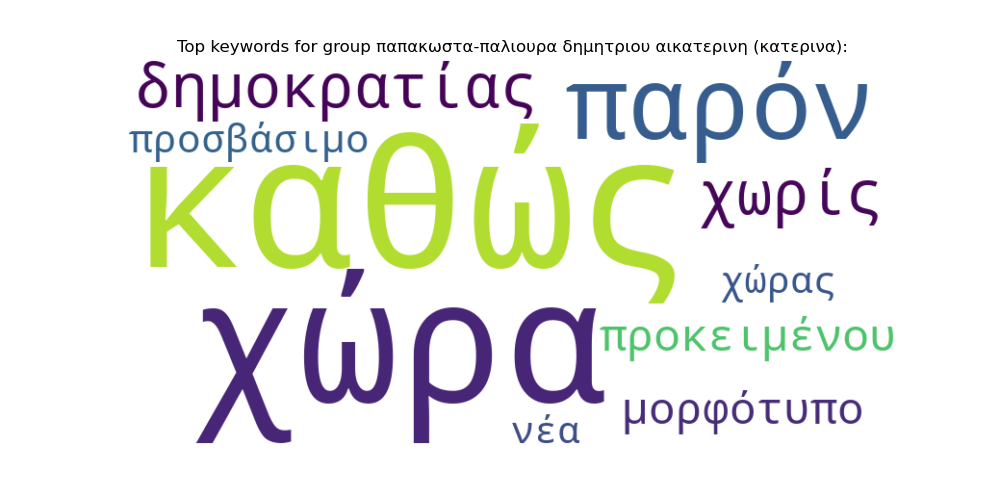 Top keywords for group παπακωστα-παλιουρα δημητριου αικατερινη (κατερινα):
δημοκρατίας
παρόν
προσβάσιμο
καθώς
χωρίς
χώρας
χώρα
προκειμένου
μορφότυπο
νέα